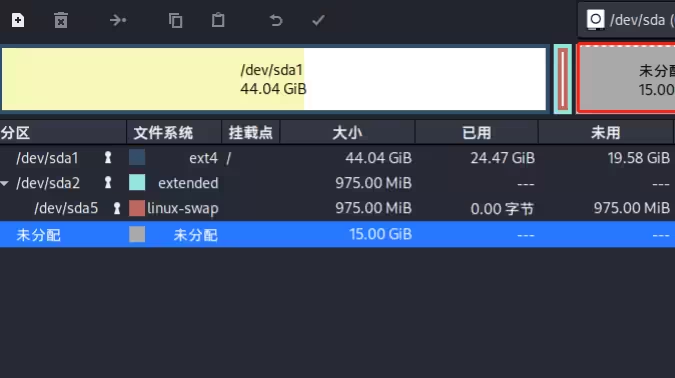 /dev/sda (
/dev/sda1
44.04 GiB
未分配
15.00
分区 文件系统 挂载点 大小 已用 未用
/dev/sda1 ext4 / 44.04 GiB 24.47 GiB 19.58 GiB
/dev/sda2 extended 975.00 MiB --- ---
/dev/sda5 linux-swap 975.00 MiB 0.00 字节 975.00 MiB
未分配 未分配 15.00 GiB --- ---